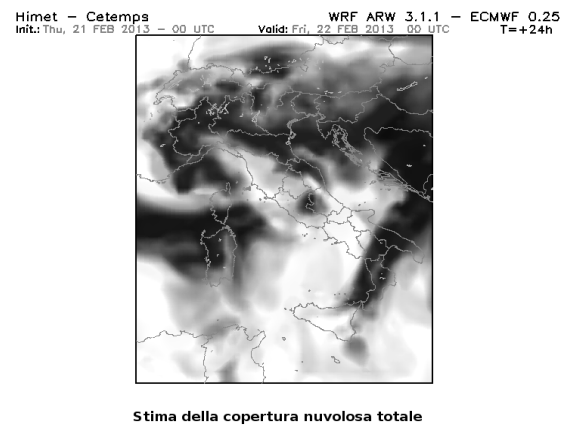 Himet – Cetemps WRF ARW 3.1.1 – ECMWF 0.25
Init.: Thu, 21 FEB 2013 – 00 UTC Valid: Fri, 22 FEB 2013 00 UTC T=+24h
Stima della copertura nuvolosa totale